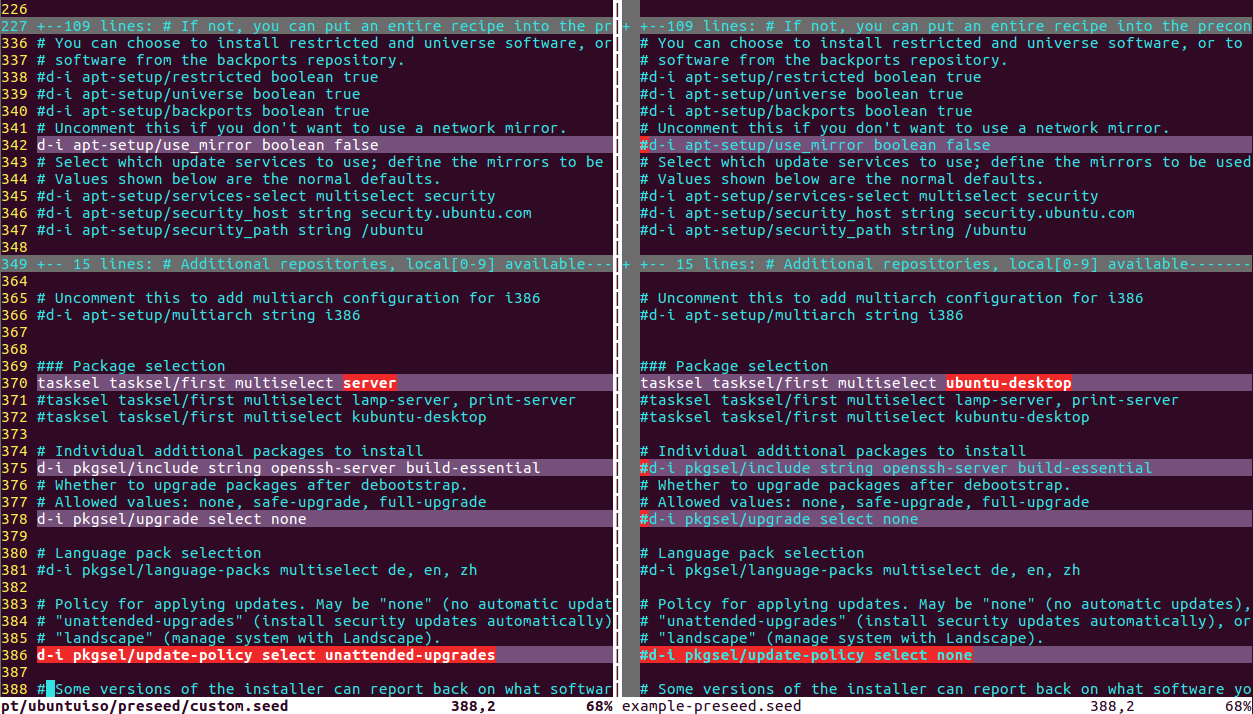 226
227 +--109 lines: # If not, you can put an entire recipe into the pr
336 # You can choose to install restricted and universe software, or
337 # software from the backports repository.
338 #d-i apt-setup/restricted boolean true
339 #d-i apt-setup/universe boolean true
340 #d-i apt-setup/backports boolean true
341 # Uncomment this if you don't want to use a network mirror.
342 d-i apt-setup/use_mirror boolean false
343 # Select which update services to use; define the mirrors to be
344 # Values shown below are the normal defaults.
345 #d-i apt-setup/services-select multiselect security
346 #d-i apt-setup/security_host string security.ubuntu.com
347 #d-i apt-setup/security_path string /ubuntu
348
349 +-- 15 lines: # Additional repositories, local[0-9] available---
364
365 # Uncomment this to add multiarch configuration for i386
366 #d-i apt-setup/multiarch string i386
367
368
369 ### Package selection
370 tasksel tasksel/first multiselect server
371 #tasksel tasksel/first multiselect lamp-server, print-server
372 #tasksel tasksel/first multiselect kubuntu-desktop
373
374 # Individual additional packages to install
375 d-i pkgsel/include string openssh-server build-essential
376 # Whether to upgrade packages after debootstrap.
377 # Allowed values: none, safe-upgrade, full-upgrade
378 d-i pkgsel/upgrade select none
379
380 # Language pack selection
381 #d-i pkgsel/language-packs multiselect de, en, zh
382
383 # Policy for applying updates. May be "none" (no automatic updat
384 # "unattended-upgrades" (install security updates automatically)
385 # "landscape" (manage system with Landscape).
386 d-i pkgsel/update-policy select unattended-upgrades
387
388 # Some versions of the installer can report back on what softwar
pt/ubuntuiso/preseed/custom.seed 388,2 68%
+ +--109 lines: # If not, you can put an entire recipe into the precon
# You can choose to install restricted and universe software, or to
# software from the backports repository.
#d-i apt-setup/restricted boolean true
#d-i apt-setup/universe boolean true
#d-i apt-setup/backports boolean true
# Uncomment this if you don't want to use a network mirror.
#d-i apt-setup/use_mirror boolean false
# Select which update services to use; define the mirrors to be used
# Values shown below are the normal defaults.
#d-i apt-setup/services-select multiselect security
#d-i apt-setup/security_host string security.ubuntu.com
#d-i apt-setup/security_path string /ubuntu
+ +-- 15 lines: # Additional repositories, local[0-9] available-------
# Uncomment this to add multiarch configuration for i386
#d-i apt-setup/multiarch string i386
### Package selection
tasksel tasksel/first multiselect ubuntu-desktop
#tasksel tasksel/first multiselect lamp-server, print-server
#tasksel tasksel/first multiselect kubuntu-desktop
# Individual additional packages to install
#d-i pkgsel/include string openssh-server build-essential
# Whether to upgrade packages after debootstrap.
# Allowed values: none, safe-upgrade, full-upgrade
#d-i pkgsel/upgrade select none
# Language pack selection
#d-i pkgsel/language-packs multiselect de, en, zh
# Policy for applying updates. May be "none" (no automatic updates),
# "unattended-upgrades" (install security updates automatically), or
# "landscape" (manage system with Landscape).
#d-i pkgsel/update-policy select none
# Some versions of the installer can report back on what software yo
example-preseed.seed 388,2 68%